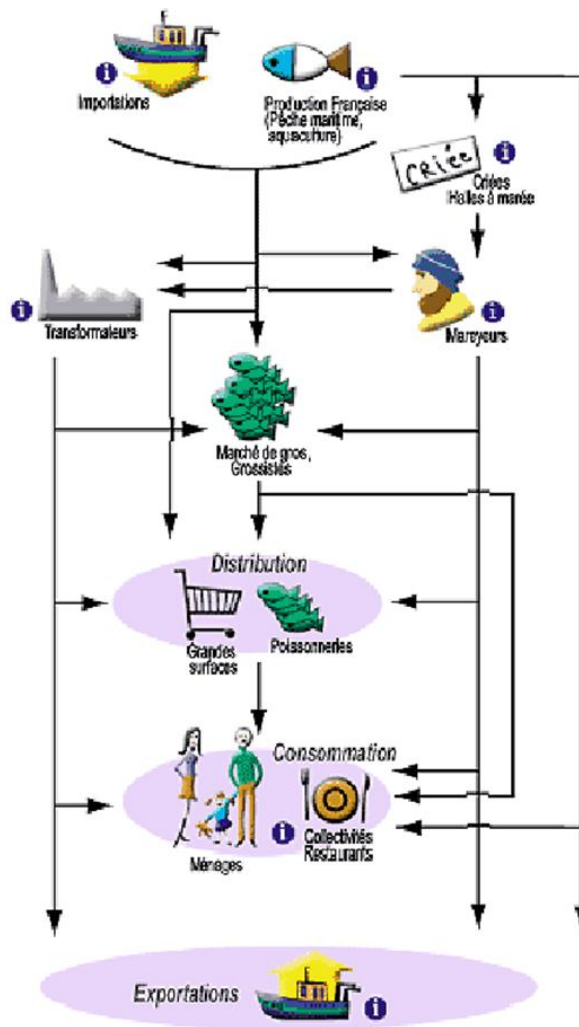 Importations
Production Française
(Pêche maritime,
aquaculture)
CRiée
Criées
Halles à marée
Transformateurs
Mareyeurs
Marché de gros,
Grossistes
Distribution
Grandes
surfaces
Poissonneries
Consommation
Ménages
Collectivités
Restaurants
Exportations